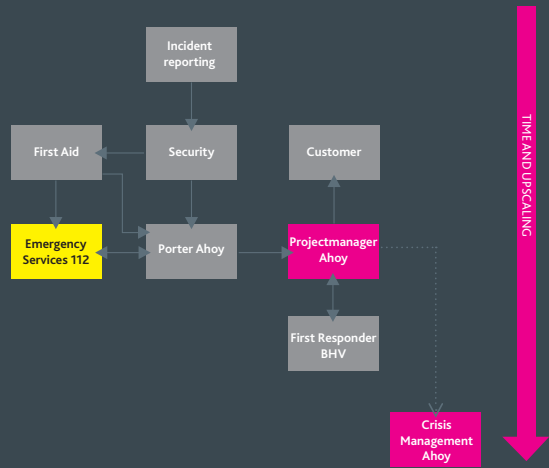 Incident
reporting
First Aid
Security
Customer
Emergency
Services 112
Porter Ahoy
Projectmanager
Ahoy
First Responder
BHV
Crisis
Management
Ahoy
TIME AND UPSCALING